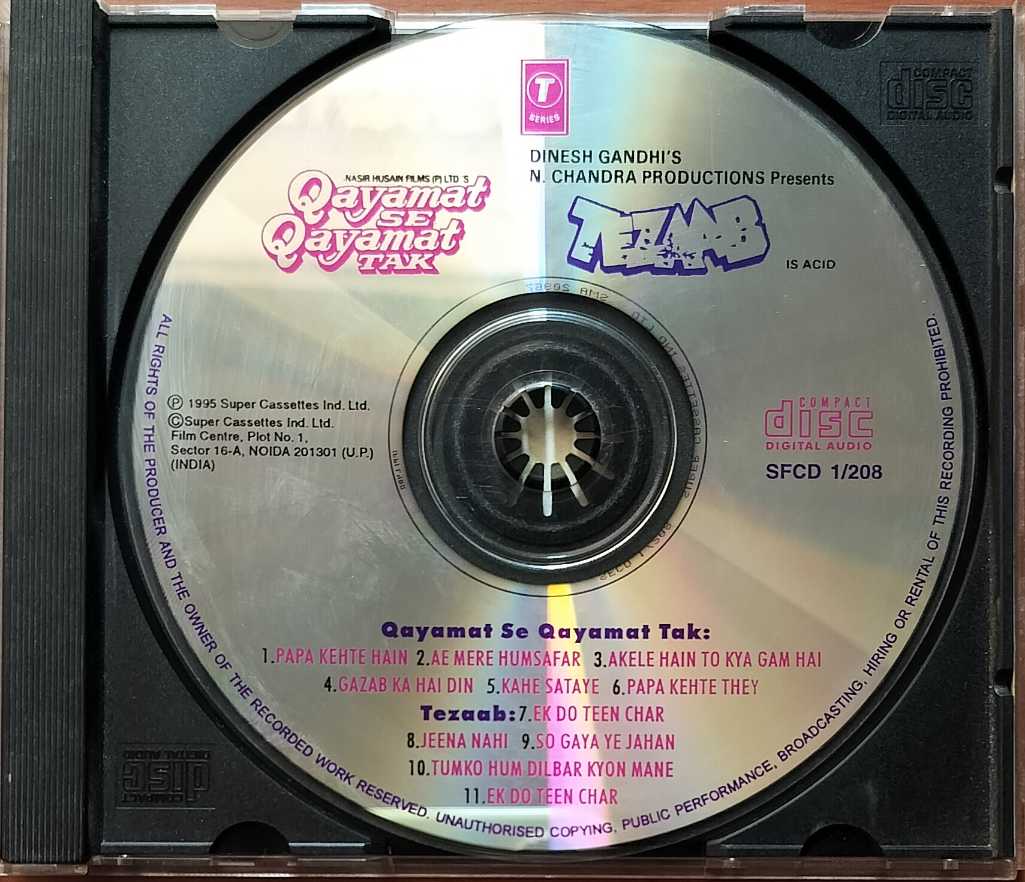 COMPACT
disc
DIGITAL AUDIO
T
SERIES
DINESH GANDHI'S
N. CHANDRA PRODUCTIONS Presents
NASIR HUSAIN FILMS (P) LTD 'S
Qayamat
SE
Qayamat
TAK
TEZAAB
IS ACID
ALL RIGHTS OF THE PRODUCER AND THE OWNER OF THE RECORDED WORK RESERVED. UNAUTHORISED COPYING, PUBLIC PERFORMANCE, BROADCASTING, HIRING OR RENTAL OF THIS RECORDING PROHIBITED.
Ⓟ 1995 Super Cassettes Ind. Ltd.
©Super Cassettes Ind. Ltd.
Film Centre, Plot No. 1,
Sector 16-A, NOIDA 201301 (U.P.)
(INDIA)
COMPACT
disc
DIGITAL AUDIO
SFCD 1/208
Qayamat Se Qayamat Tak:
1.PAPA KEHTE HAIN 2.AE MERE HUMSAFAR 3.AKELE HAIN TO KYA GAM HAI
4.GAZAB KA HAI DIN 5.KAHE SATAYE 6.PAPA KEHTE THEY
Tezaab:7.EK DO TEEN CHAR
8.JEENA NAHI 9.SO GAYA YE JAHAN
10.TUMKO HUM DILBAR KYON MANE
11.EK DO TEEN CHAR
COMPACT
disc
DIGITAL AUDIO